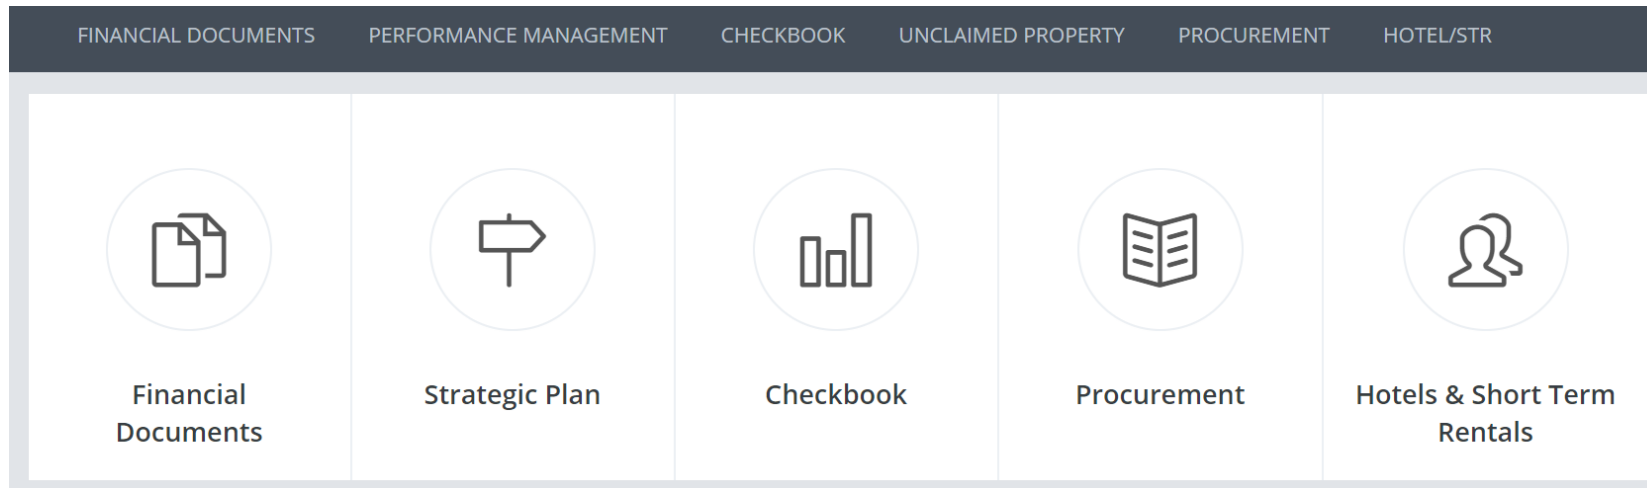 FINANCIAL DOCUMENTS PERFORMANCE MANAGEMENT CHECKBOOK UNCLAIMED PROPERTY PROCUREMENT HOTEL/STR
Financial
Documents
Strategic Plan
Checkbook
Procurement
Hotels & Short Term
Rentals